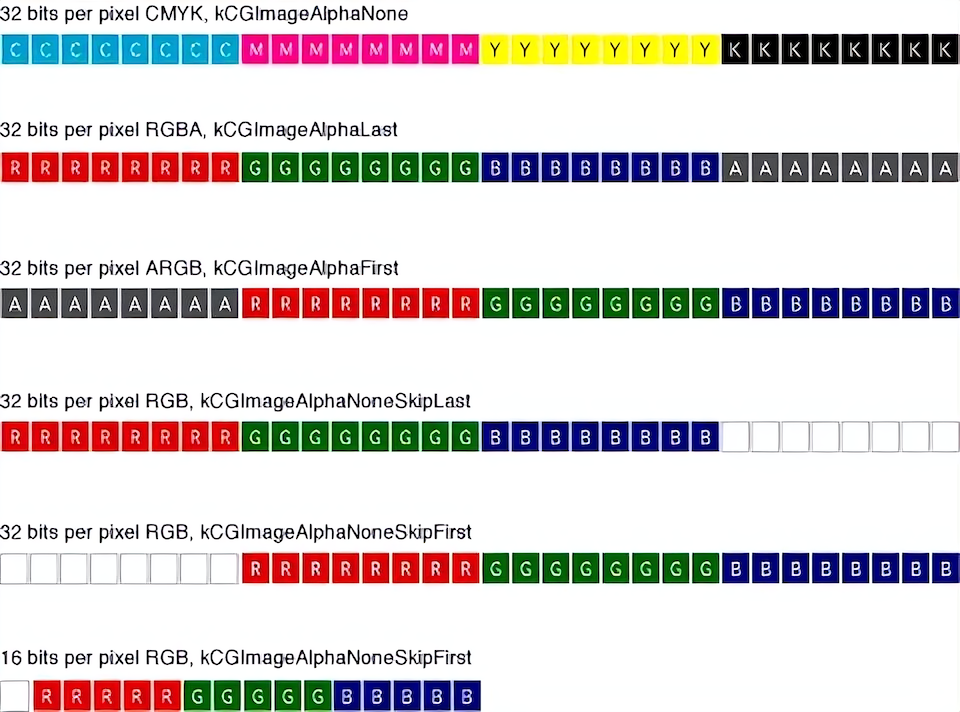 32 bits per pixel CMYK, kCGImageAlphaNone
C C C C C C C C M M M M M M M M Y Y Y Y Y Y Y Y K K K K K K K K
32 bits per pixel RGBA, kCGImageAlphaLast
R R R R R R R R G G G G G G G G B B B B B B B B A A A A A A A A
32 bits per pixel ARGB, kCGImageAlphaFirst
A A A A A A A A R R R R R R R R G G G G G G G G B B B B B B B B
32 bits per pixel RGB, kCGImageAlphaNoneSkipLast
R R R R R R R R G G G G G G G G B B B B B B B B
32 bits per pixel RGB, kCGImageAlphaNoneSkipFirst
R R R R R R R R G G G G G G G G B B B B B B B B
16 bits per pixel RGB, kCGImageAlphaNoneSkipFirst
R R R R R G G G G G B B B B B